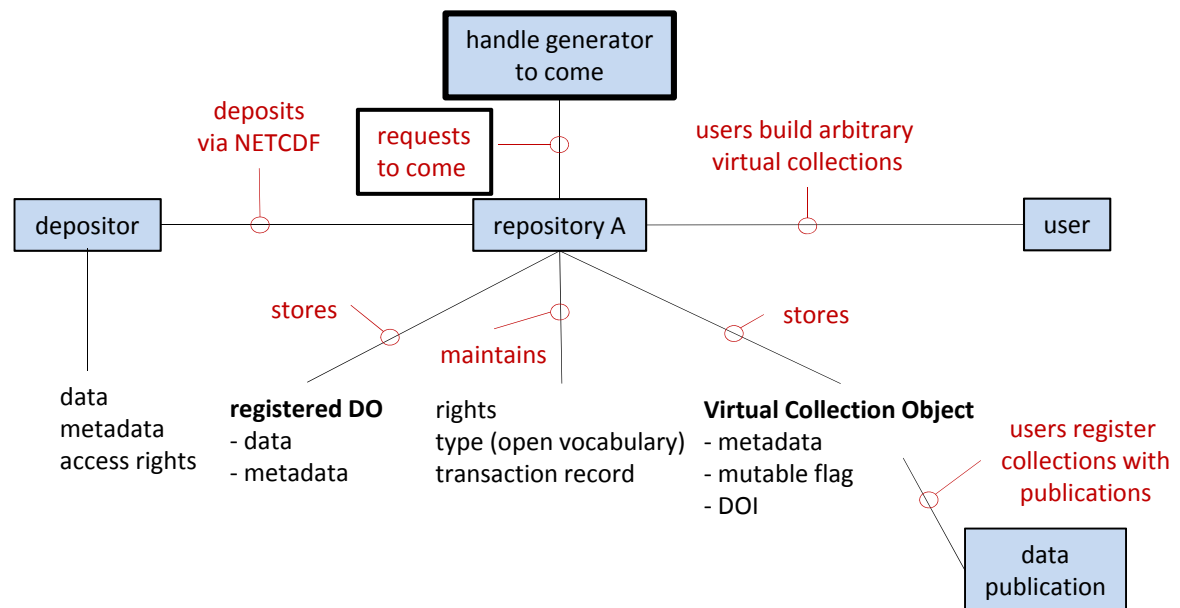 handle generator
to come
deposits
via NETCDF
requests
to come
users build arbitrary
virtual collections
depositor
repository A
user
stores
maintains
stores
data
metadata
access rights
registered DO
- data
- metadata
rights
type (open vocabulary)
transaction record
Virtual Collection Object
- metadata
- mutable flag
- DOI
users register
collections with
publications
data
publication